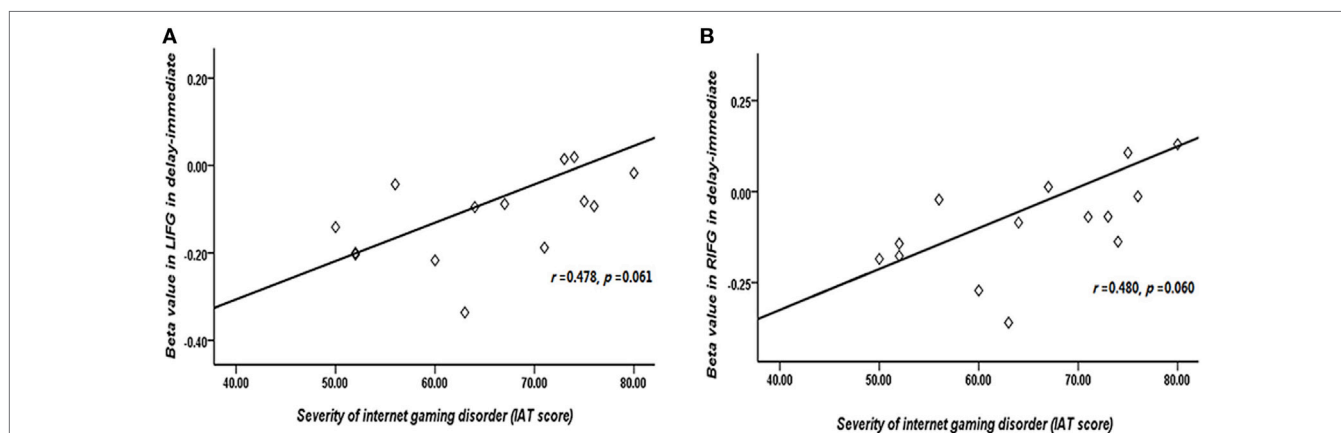 A
Beta value in LIFG in delay-immediate
0.20
0.00
-0.20
-0.40
r=0.478, p=0.061
40.00 50.00 60.00 70.00 80.00
Severity of internet gaming disorder (IAT score)
B
Beta value in RIFG in delay-immediate
0.25
0.00
-0.25
r=0.480, p=0.060
40.00 50.00 60.00 70.00 80.00
Severity of internet gaming disorder (IAT score)